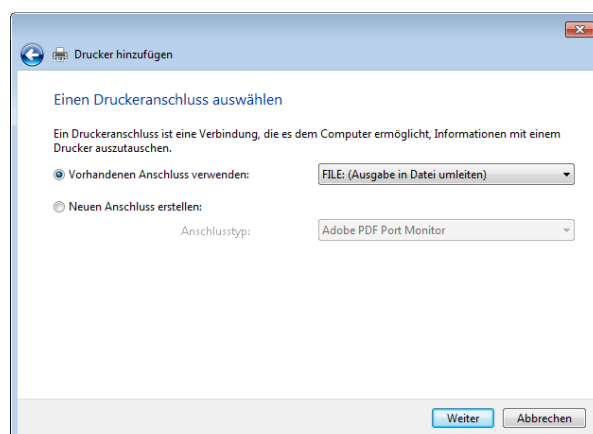 Drucker hinzufügen
Einen Druckeranschluss auswählen
Ein Druckeranschluss ist eine Verbindung, die es dem Computer ermöglicht, Informationen mit einem
Drucker auszutauschen.
Vorhandenen Anschluss verwenden: FILE: (Ausgabe in Datei umleiten)
Neuen Anschluss erstellen:
Anschlusstyp: Adobe PDF Port Monitor
Weiter Abbrechen